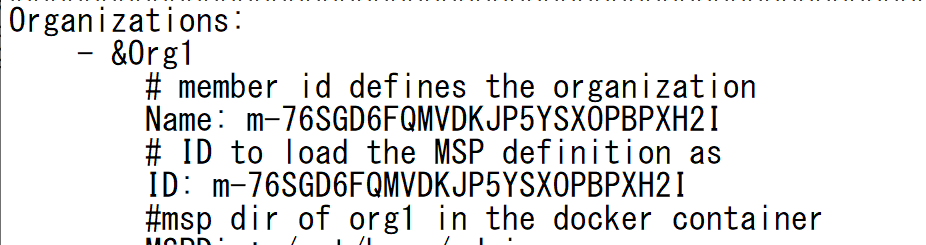 Organizations:
- &Org1
# member id defines the organization
Name: m-76SGD6FQMVDKJP5YSXOPBPXH2I
# ID to load the MSP definition as
ID: m-76SGD6FQMVDKJP5YSXOPBPXH2I
#msp dir of org1 in the docker container